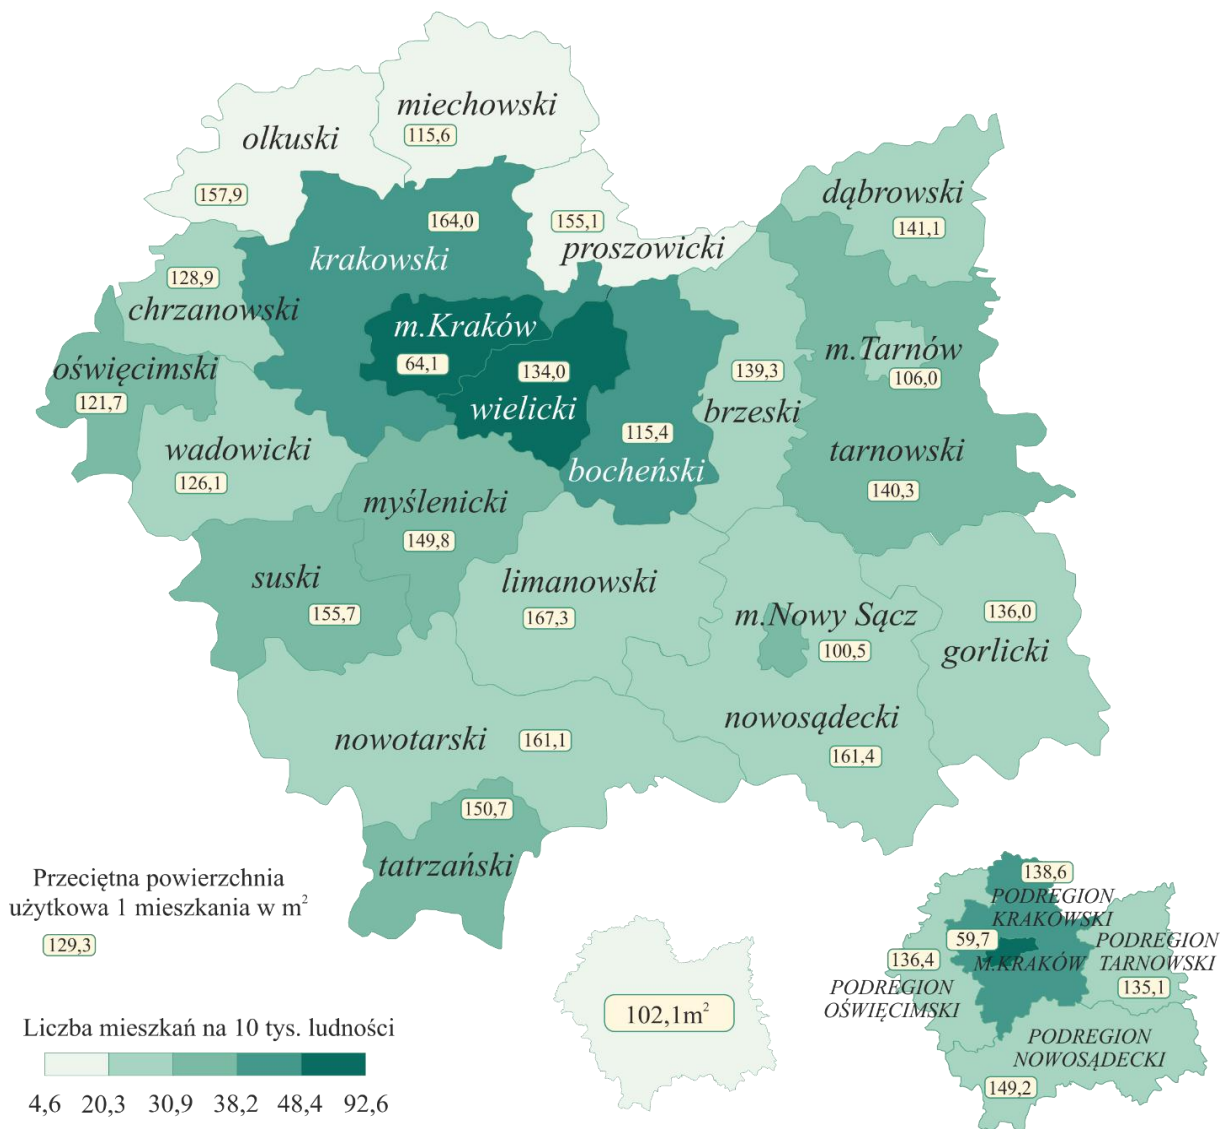 miechowski
115,6
olkuski
157,9
dąbrowski
141,1
164,0
krakowski
155,1
proszowicki
128,9
chrzanowski
m.Kraków
64,1
134,0
wielicki
oświęcimski
121,7
139,3
brzeski
m.Tarnów
106,0
115,4
bocheński
wadowicki
126,1
tarnowski
140,3
myślenicki
149,8
suski
155,7
limanowski
167,3
m.Nowy Sącz
100,5
136,0
gorlicki
nowosądecki
161,4
nowotarski
161,1
150,7
tatrzański
Przeciętna powierzchnia
użytkowa 1 mieszkania w m²
129,3
Liczba mieszkań na 10 tys. ludności
4,6 20,3 30,9 38,2 48,4 92,6
102,1m²
138,6
PODREGION
KRAKOWSKI
59,7
M.KRAKÓW
PODREGION
TARNOWSKI
135,1
136,4
PODREGION
OŚWIĘCIMSKI
PODREGION
NOWOSĄDECKI
149,2